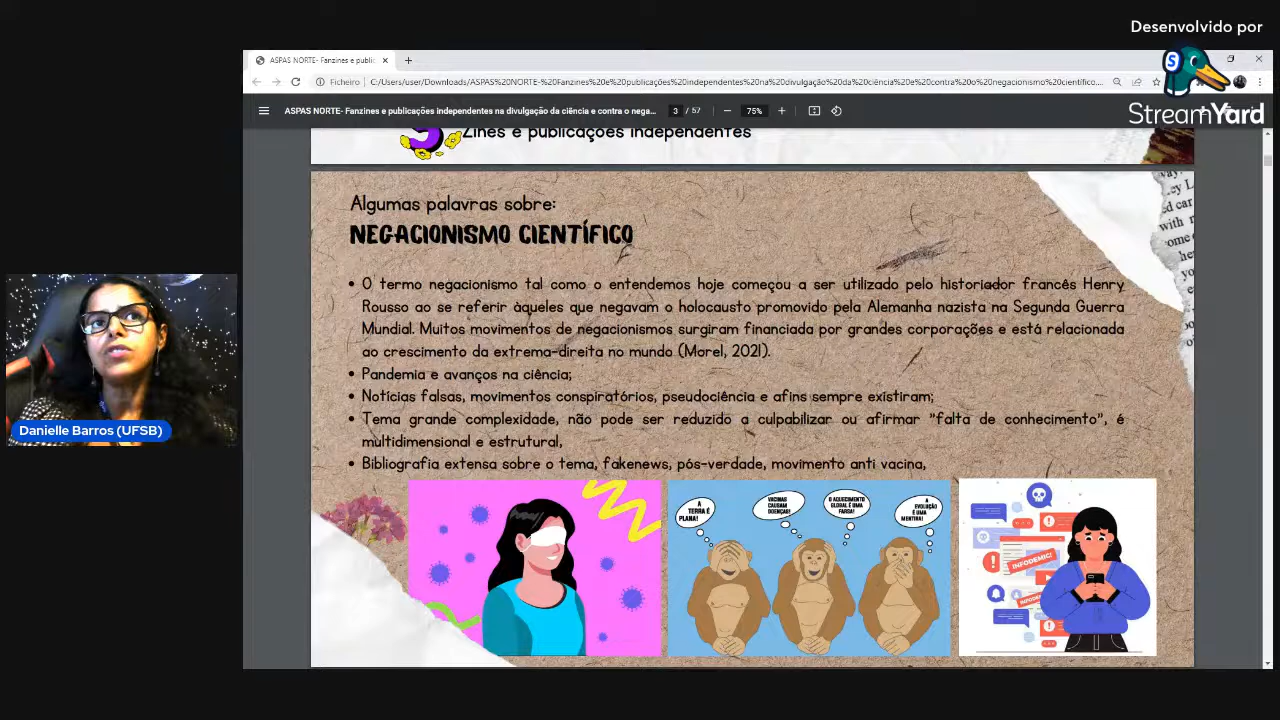 Desenvolvido por
StreamYard
ASPAS NORTE- Fanzines e public
Ficheiro
C:/Users/user/Downloads/ASPAS%20NORTE-%20Fanzines%20e%20publicações%20independentes%20na%20divulgação%20da%20ciência%20e%20contra%20o%20negacionismo%20científico....
ASPAS NORTE- Fanzines e publicações independentes na divulgação da ciência e contra o nega...
3 / 57
75%
Zines e publicações independentes
Algumas palavras sobre:
NEGACIONISMO CIENTÍFICO
• O termo negacionismo tal como o entendemos hoje começou a ser utilizado pelo historiador francês Henry
Rousso ao se referir àqueles que negavam o holocausto promovido pela Alemanha nazista na Segunda Guerra
Mundial. Muitos movimentos de negacionismos surgiram financiada por grandes corporações e está relacionada
ao crescimento da extrema-direita no mundo (Morel, 2021).
• Pandemia e avanços na ciência;
• Notícias falsas, movimentos conspiratórios, pseudociência e afins sempre existiram;
• Tema grande complexidade, não pode ser reduzido a culpabilizar ou afirmar "falta de conhecimento", é
multidimensional e estrutural,
• Bibliografia extensa sobre o tema, fakenews, pós-verdade, movimento anti vacina,
A
TERRA É
PLANA!
VACINAS
CAUSAM
DOENÇAS!
O AQUECIMENTO
GLOBAL É UMA
FARSA!
A
EVOLUÇÃO
É UMA
MENTIRA!
INFODEMIC!
Danielle Barros (UFSB)